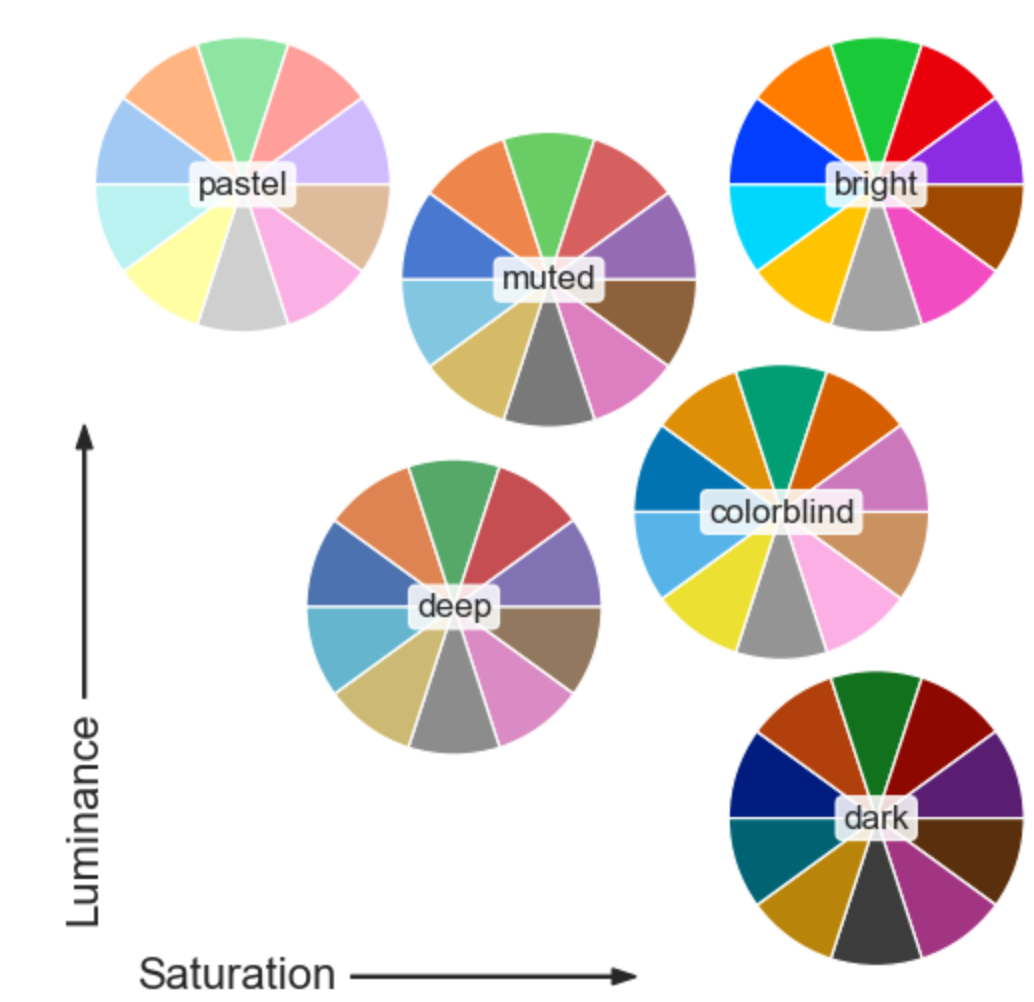 pastel
bright
muted
colorblind
deep
dark
Luminance
Saturation